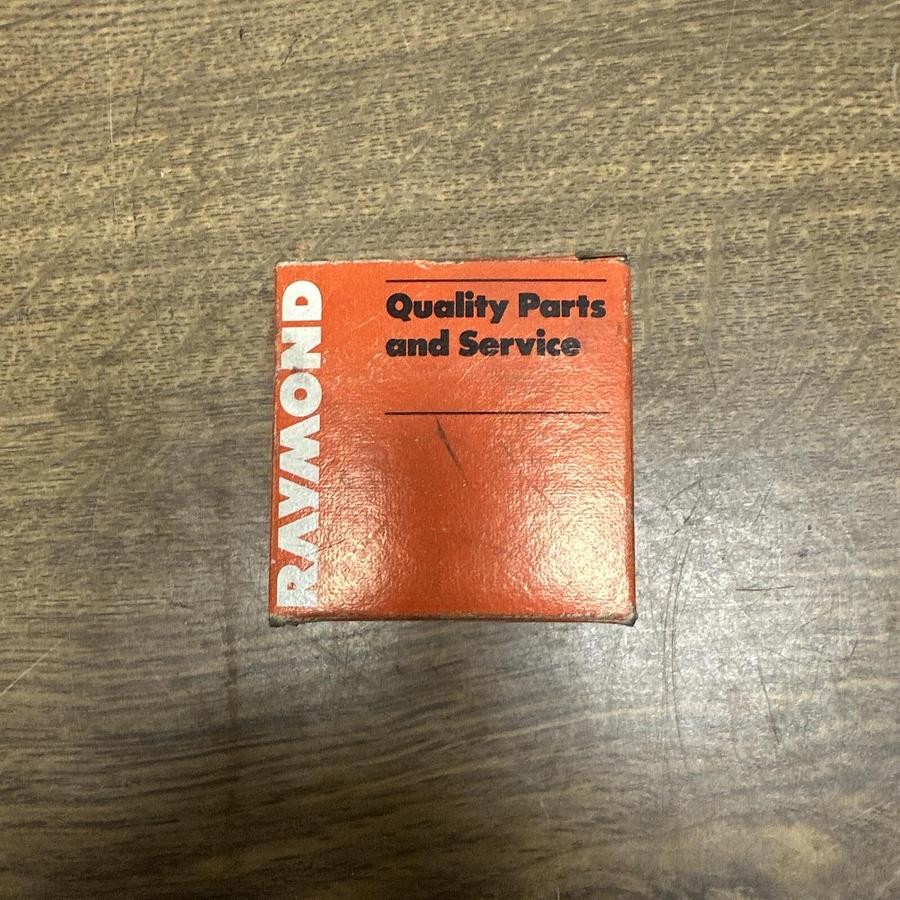 RAYMOND
Quality Parts
and Service